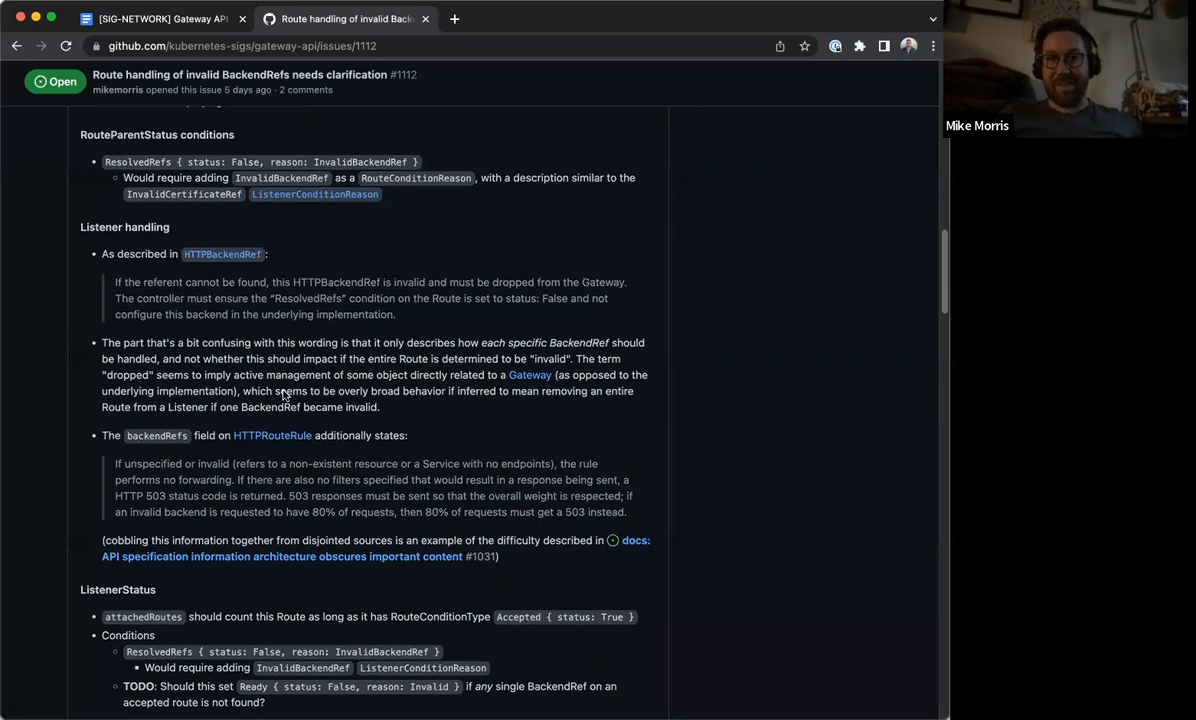 [SIG-NETWORK] Gateway API
Route handling of invalid Back
github.com/kubernetes-sigs/gateway-api/issues/1112
Open
Route handling of invalid BackendRefs needs clarification #1112
mikemorris opened this issue 5 days ago · 2 comments
Mike Morris
RouteParentStatus conditions
• ResolvedRefs { status: False, reason: InvalidBackendRef }
Would require adding InvalidBackendRef as a RouteConditionReason, with a description similar to the
InvalidCertificateRef ListenerConditionReason
Listener handling
• As described in HTTPBackendRef:
If the referent cannot be found, this HTTPBackendRef is invalid and must be dropped from the Gateway.
The controller must ensure the "ResolvedRefs" condition on the Route is set to status: False and not
configure this backend in the underlying implementation.
• The part that's a bit confusing with this wording is that it only describes how each specific BackendRef should
be handled, and not whether this should impact if the entire Route is determined to be "invalid". The term
"dropped" seems to imply active management of some object directly related to a Gateway (as opposed to the
underlying implementation), which seems to be overly broad behavior if inferred to mean removing an entire
Route from a Listener if one BackendRef became invalid.
• The backendRefs field on HTTPRouteRule additionally states:
If unspecified or invalid (refers to a non-existent resource or a Service with no endpoints), the rule
performs no forwarding. If there are also no filters specified that would result in a response being sent, a
HTTP 503 status code is returned. 503 responses must be sent so that the overall weight is respected; if
an invalid backend is requested to have 80% of requests, then 80% of requests must get a 503 instead.
(cobbling this information together from disjointed sources is an example of the difficulty described in docs:
API specification information architecture obscures important content #1031)
ListenerStatus
• attachedRoutes should count this Route as long as it has RouteConditionType Accepted { status: True }
• Conditions
ResolvedRefs { status: False, reason: InvalidBackendRef }
Would require adding InvalidBackendRef ListenerConditionReason
TODO: Should this set Ready { status: False, reason: Invalid } if any single BackendRef on an
accepted route is not found?